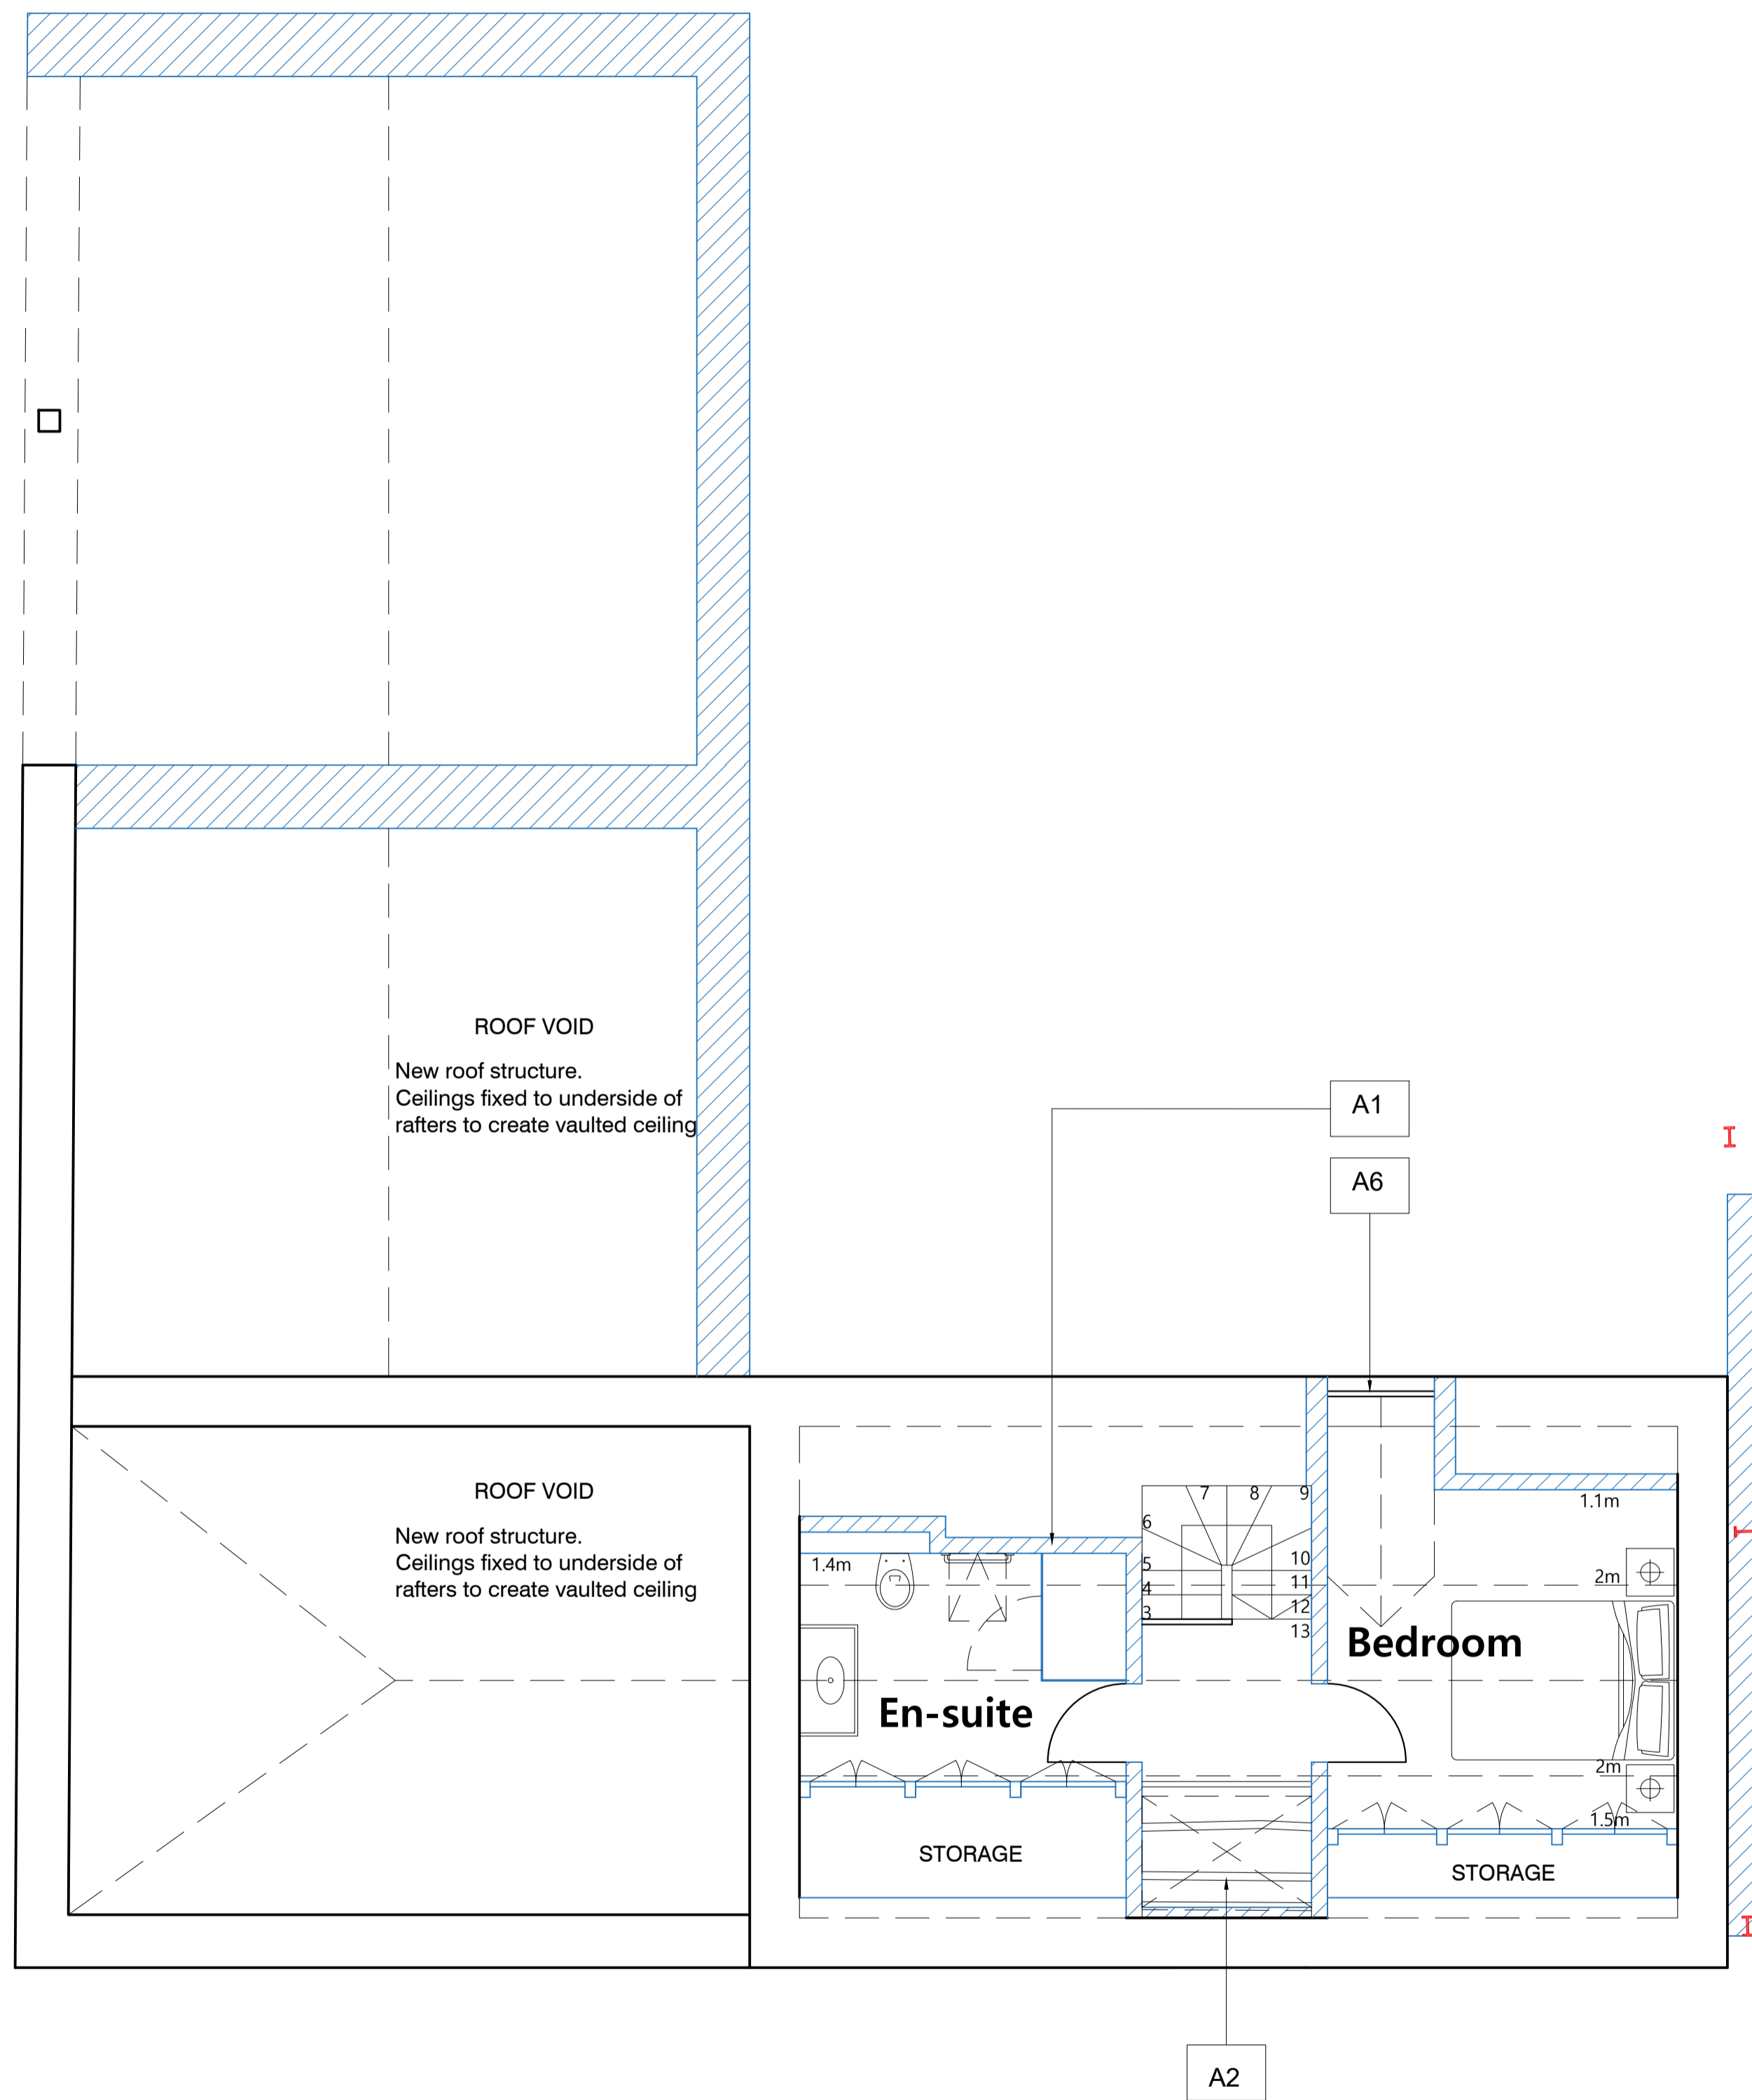 ROOF VOID
New roof structure.
Ceilings fixed to underside of
rafters to create vaulted ceiling
A1
A6
ROOF VOID
New roof structure.
Ceilings fixed to underside of
rafters to create vaulted ceiling
7
8
9
6
5
4
3
10
11
12
13
1.4m
1.1m
2m
Bedroom
En-suite
2m
1.5m
STORAGE
STORAGE
A2